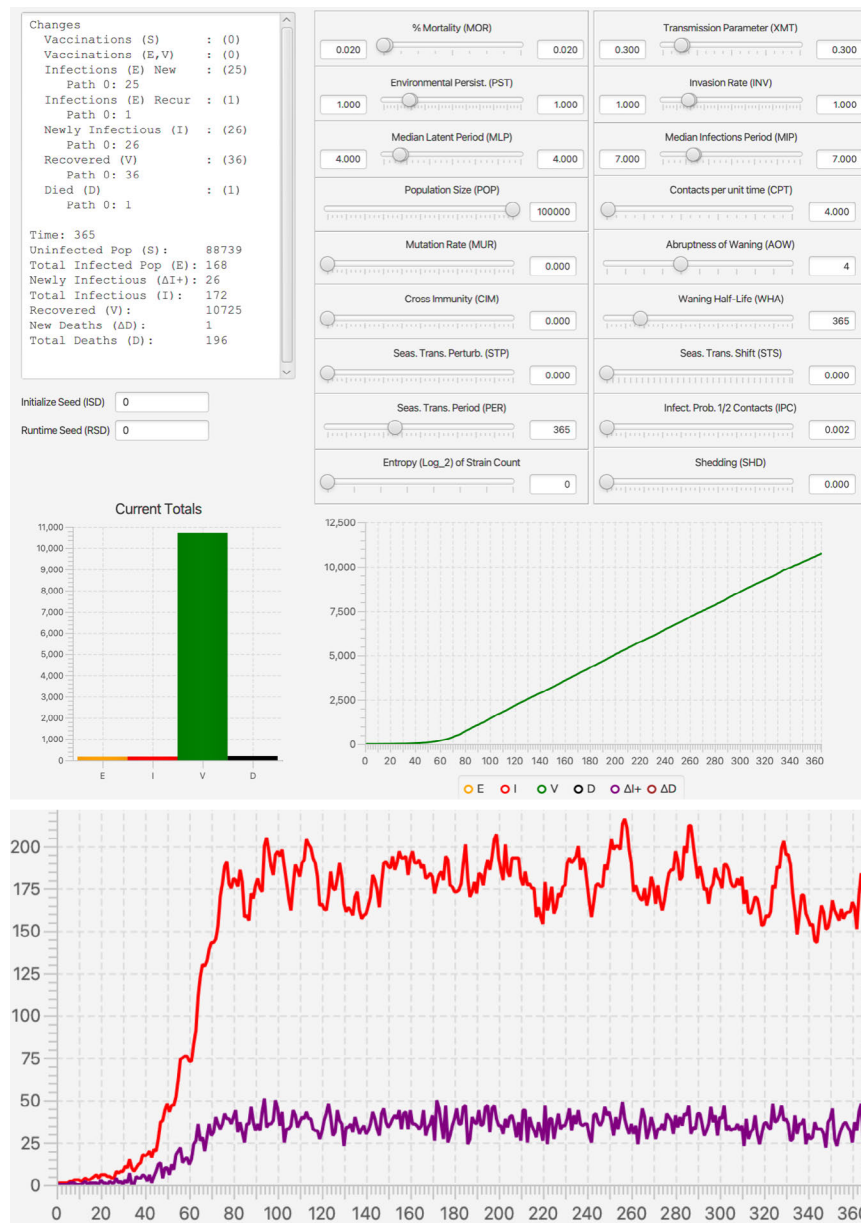 Changes
Vaccinations (S) : (0)
Vaccinations (E,V) : (0)
Infections (E) New : (25)
Path 0: 25
Infections (E) Recur : (1)
Path 0: 1
Newly Infectious (I) : (26)
Path 0: 26
Recovered (V) : (36)
Path 0: 36
Died (D) : (1)
Path 0: 1
Time: 365
Uninfected Pop (S): 88739
Total Infected Pop (E): 168
Newly Infectious (ΔI+): 26
Total Infectious (I): 172
Recovered (V): 10725
New Deaths (ΔD): 1
Total Deaths (D): 196
Initialize Seed (ISD) 0
Runtime Seed (RSD) 0
% Mortality (MOR)
0.020 0.020
Transmission Parameter (XMT)
0.300 0.300
Environmental Persist. (PST)
1.000 1.000
Invasion Rate (INV)
1.000 1.000
Median Latent Period (MLP)
4.000 4.000
Median Infections Period (MIP)
7.000 7.000
Population Size (POP)
100000
Contacts per unit time (CPT)
4.000
Mutation Rate (MUR)
0.000
Abruptness of Waning (AOW)
4
Cross Immunity (CIM)
0.000
Waning Half-Life (WHA)
365
Seas. Trans. Perturb. (STP)
0.000
Seas. Trans. Shift (STS)
0.000
Seas. Trans. Period (PER)
365
Infect. Prob. 1/2 Contacts (IPC)
0.002
Entropy (Log_2) of Strain Count
0
Shedding (SHD)
0.000
Current Totals
11,000
10,000
9,000
8,000
7,000
6,000
5,000
4,000
3,000
2,000
1,000
0
E I V D
12,500
10,000
7,500
5,000
2,500
0
0 20 40 60 80 100 120 140 160 180 200 220 240 260 280 300 320 340 360
E I V D ΔI+ ΔD
200
175
150
125
100
75
50
25
0
0 20 40 60 80 100 120 140 160 180 200 220 240 260 280 300 320 340 360